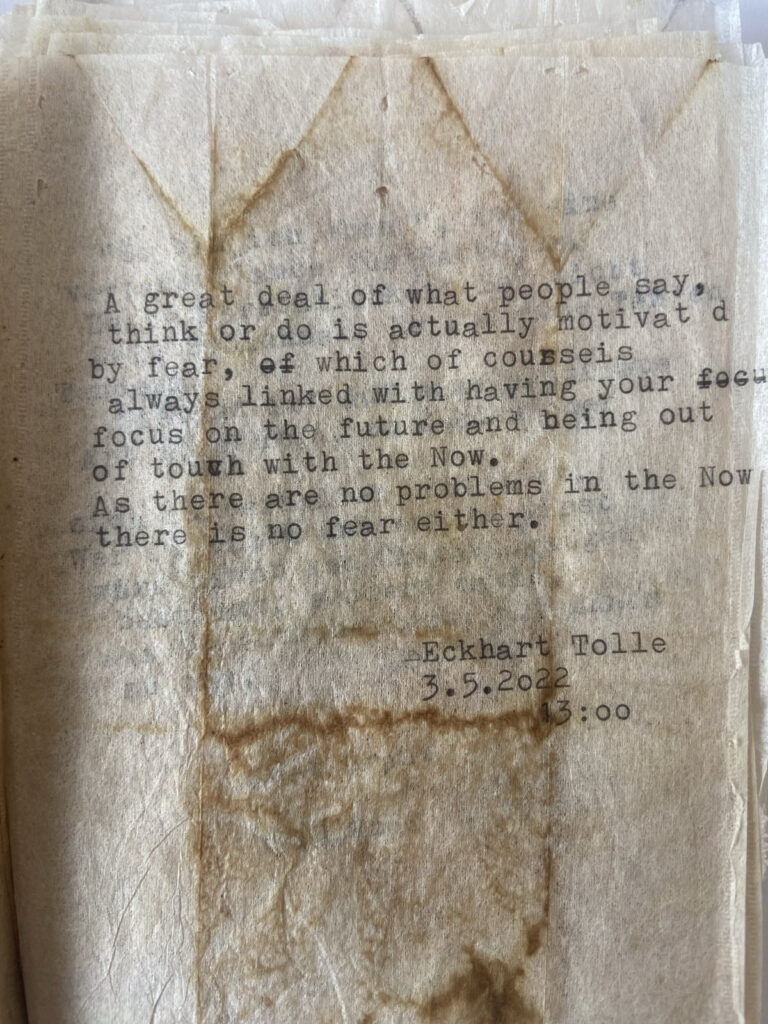 A great deal of what people say,
think or do is actually motivat d
by fear, of which of cousseis
always linked with having your focu
focus on the future and being out
of touch with the Now.
As there are no problems in the Now
there is no fear either.
Eckhart Tolle
3.5.2o22
13:oo